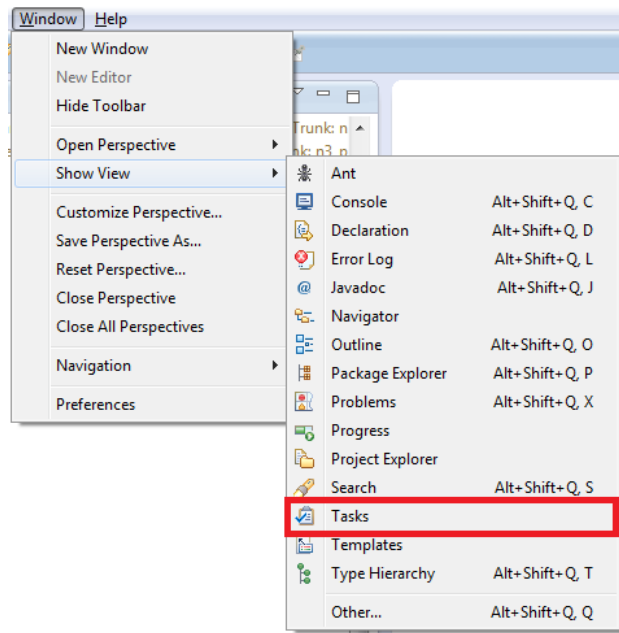 Window Help
New Window
New Editor
Hide Toolbar
Trunk: n
Open Perspective
nk: n3_p
Show View
Ant
Console Alt+Shift+Q, C
Customize Perspective...
Declaration Alt+Shift+Q, D
Save Perspective As...
Error Log Alt+Shift+Q, L
Reset Perspective...
Javadoc Alt+Shift+Q, J
Close Perspective
Navigator
Close All Perspectives
Outline Alt+Shift+Q, O
Navigation
Package Explorer Alt+Shift+Q, P
Preferences
Problems Alt+Shift+Q, X
Progress
Project Explorer
Search Alt+Shift+Q, S
Tasks
Templates
Type Hierarchy Alt+Shift+Q, T
Other... Alt+Shift+Q, Q